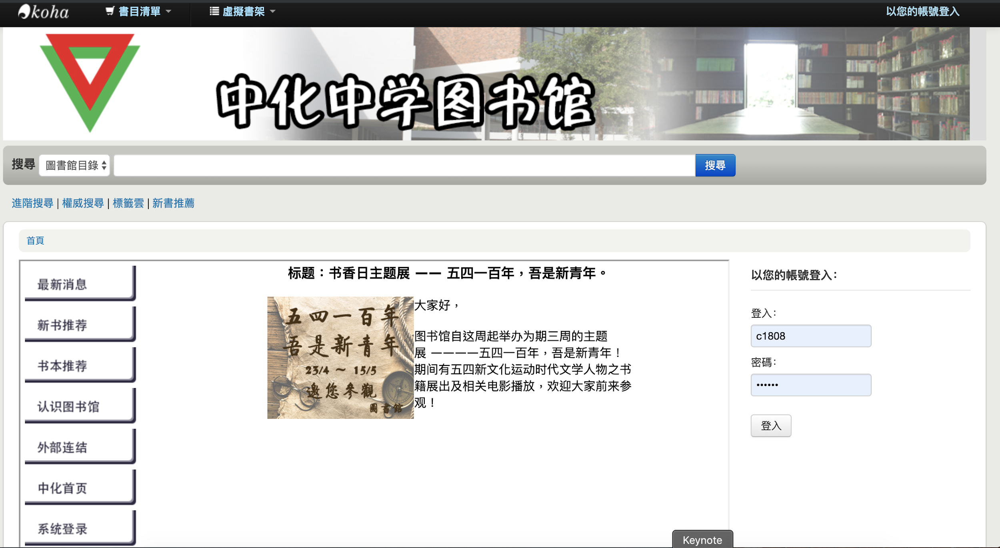 koha
書目清單
虛擬書架
以您的帳號登入
中化中学图书馆
搜尋 圖書館目錄 搜尋
進階搜尋 | 權威搜尋 | 標籤雲 | 新書推薦
首頁
最新消息
新书推荐
书本推荐
认识图书馆
外部连结
中化首页
系统登录
标题：书香日主题展 —— 五四一百年，吾是新青年。
五四一百年
吾是新青年
23/4 ~ 15/5
邀您參觀
圖書館
大家好，
图书馆自这周起举办为期三周的主题
展 ————五四一百年，吾是新青年！
期间有五四新文化运动时代文学人物之书
籍展出及相关电影播放，欢迎大家前来参
观！
以您的帳號登入：
登入：
c1808
密碼：
••••••
登入
Keynote